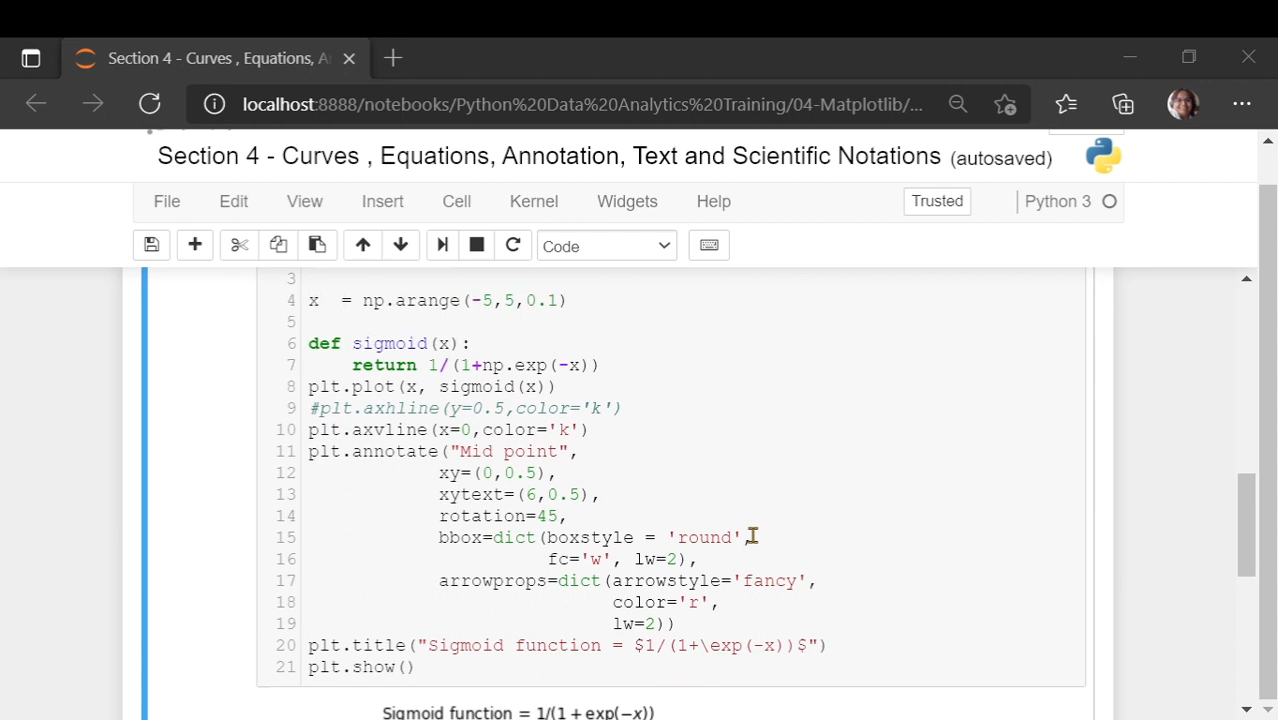 Section 4 - Curves , Equations, A
localhost:8888/notebooks/Python%20Data%20Analytics%20Training/04-Matplotlib/...
Section 4 - Curves , Equations, Annotation, Text and Scientific Notations (autosaved)
File Edit View Insert Cell Kernel Widgets Help Trusted Python 3
Code
3
4 x  = np.arange(-5,5,0.1)
5
6 def sigmoid(x):
7     return 1/(1+np.exp(-x))
8 plt.plot(x, sigmoid(x))
9 #plt.axhline(y=0.5,color='k')
10 plt.axvline(x=0,color='k')
11 plt.annotate("Mid point",
12             xy=(0,0.5),
13             xytext=(6,0.5),
14             rotation=45,
15             bbox=dict(boxstyle = 'round',
16                       fc='w', lw=2),
17             arrowprops=dict(arrowstyle='fancy',
18                             color='r',
19                             lw=2))
20 plt.title("Sigmoid function = $1/(1+\exp(-x))$")
21 plt.show()
Sigmoid function = 1/(1 + exp(−x))